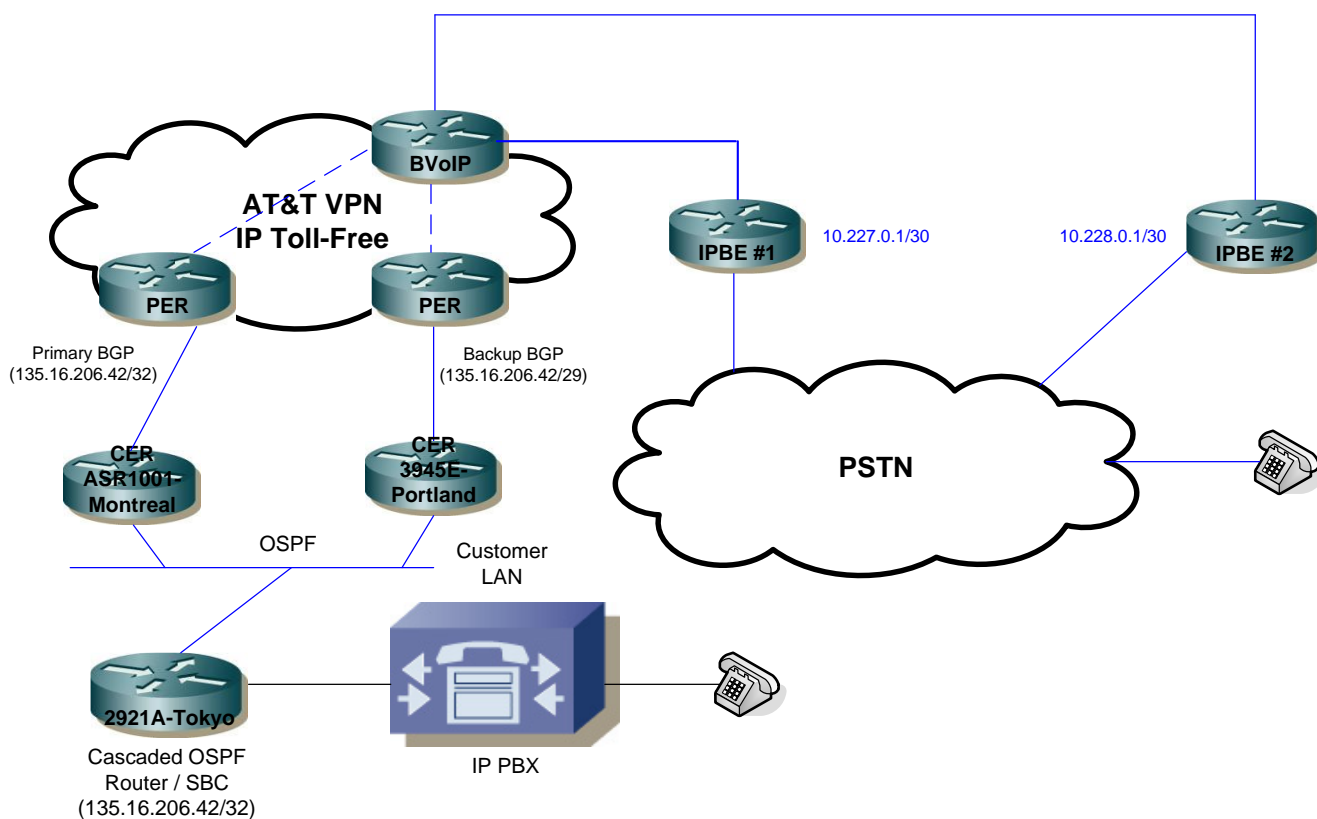 BVoIP
AT&T VPN
IP Toll-Free
PER
PER
IPBE #1
10.227.0.1/30
10.228.0.1/30
IPBE #2
Primary BGP
(135.16.206.42/32)
Backup BGP
(135.16.206.42/29)
CER
ASR1001-
Montreal
CER
3945E-
Portland
PSTN
OSPF
Customer
LAN
2921A-Tokyo
Cascaded OSPF
Router / SBC
(135.16.206.42/32)
IP PBX